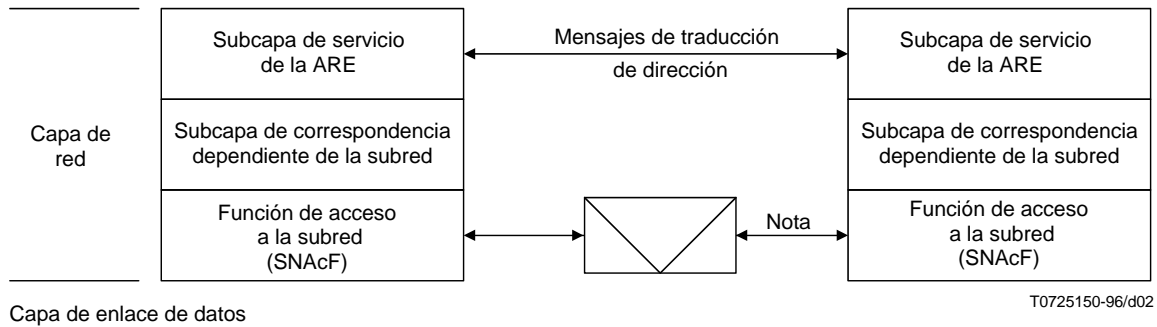 Subcapa de servicio
de la ARE
Mensajes de traducción
de dirección
Subcapa de servicio
de la ARE
Capa de
red
Subcapa de correspondencia
dependiente de la subred
Subcapa de correspondencia
dependiente de la subred
Función de acceso
a la subred
(SNAcF)
Nota
Función de acceso
a la subred
(SNAcF)
Capa de enlace de datos
T0725150-96/d02